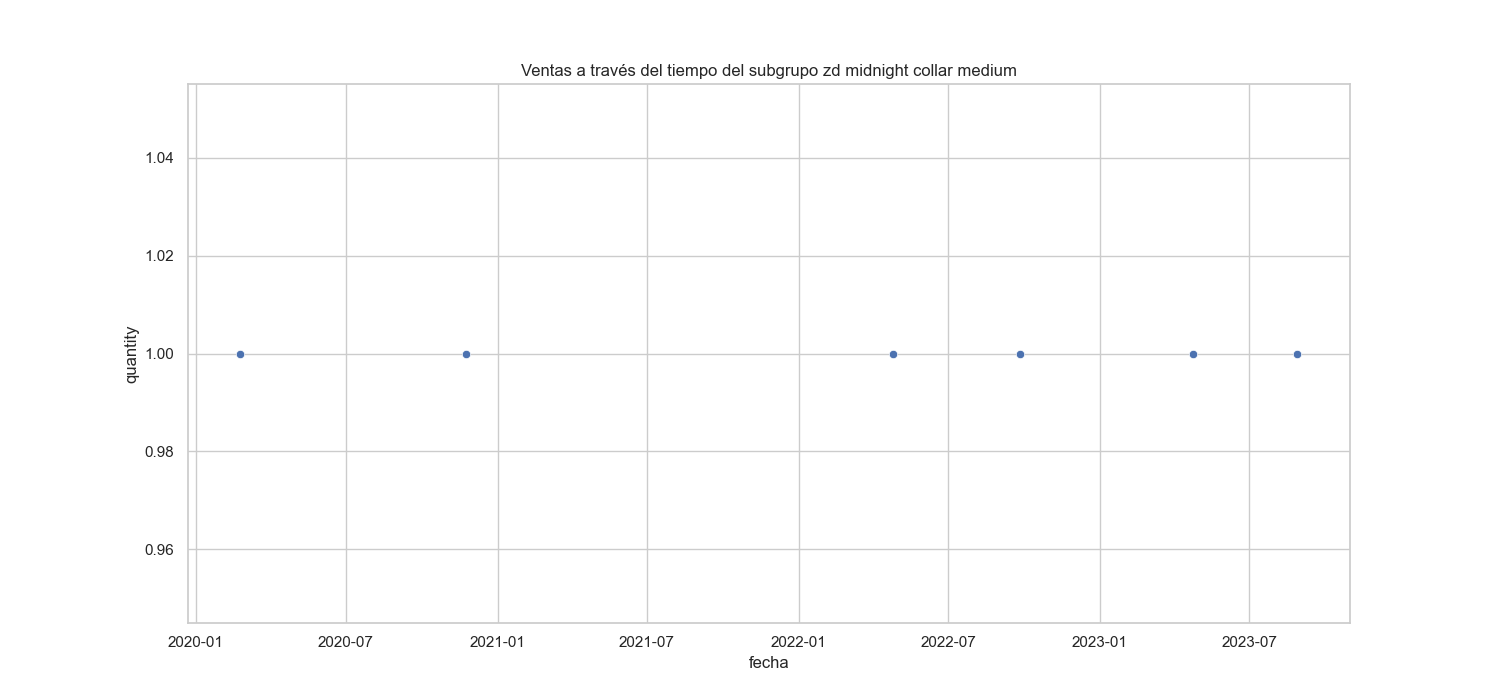 Ventas a través del tiempo del subgrupo zd midnight collar medium
1.04
1.02
1.00
0.98
0.96
quantity
2020-01 2020-07 2021-01 2021-07 2022-01 2022-07 2023-01 2023-07
fecha